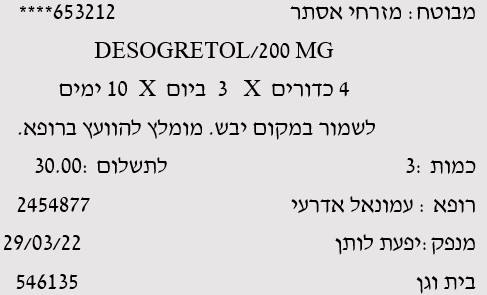 מבוטח: מזרחי אסתר 653212****
DESOGRETOL/200 MG
4 כדורים X 3 ביום X 10 ימים
לשמור במקום יבש. מומלץ להוועץ ברופא.
כמות :3 לתשלום :30.00
רופא : עמונאל אדרעי 2454877
מנפק :יפעת לותן 29/03/22
בית וגן 546135